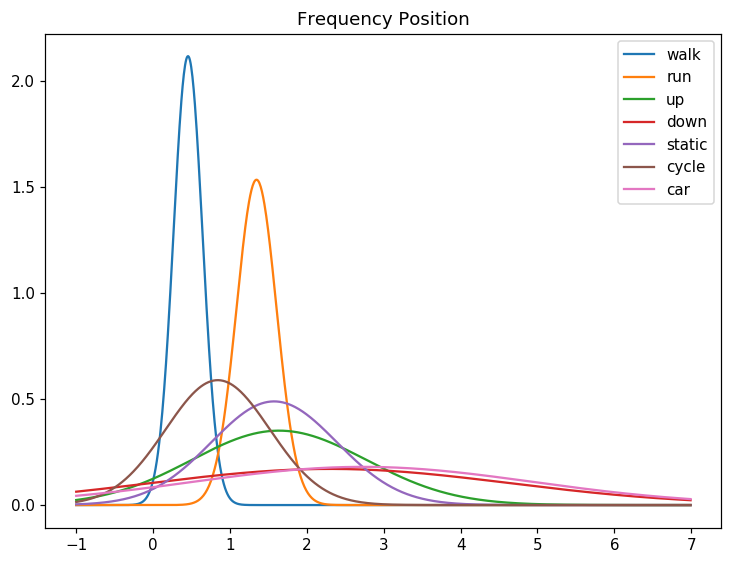 Frequency Position
walk
run
up
down
static
cycle
car
2.0
1.5
1.0
0.5
0.0
−1 0 1 2 3 4 5 6 7